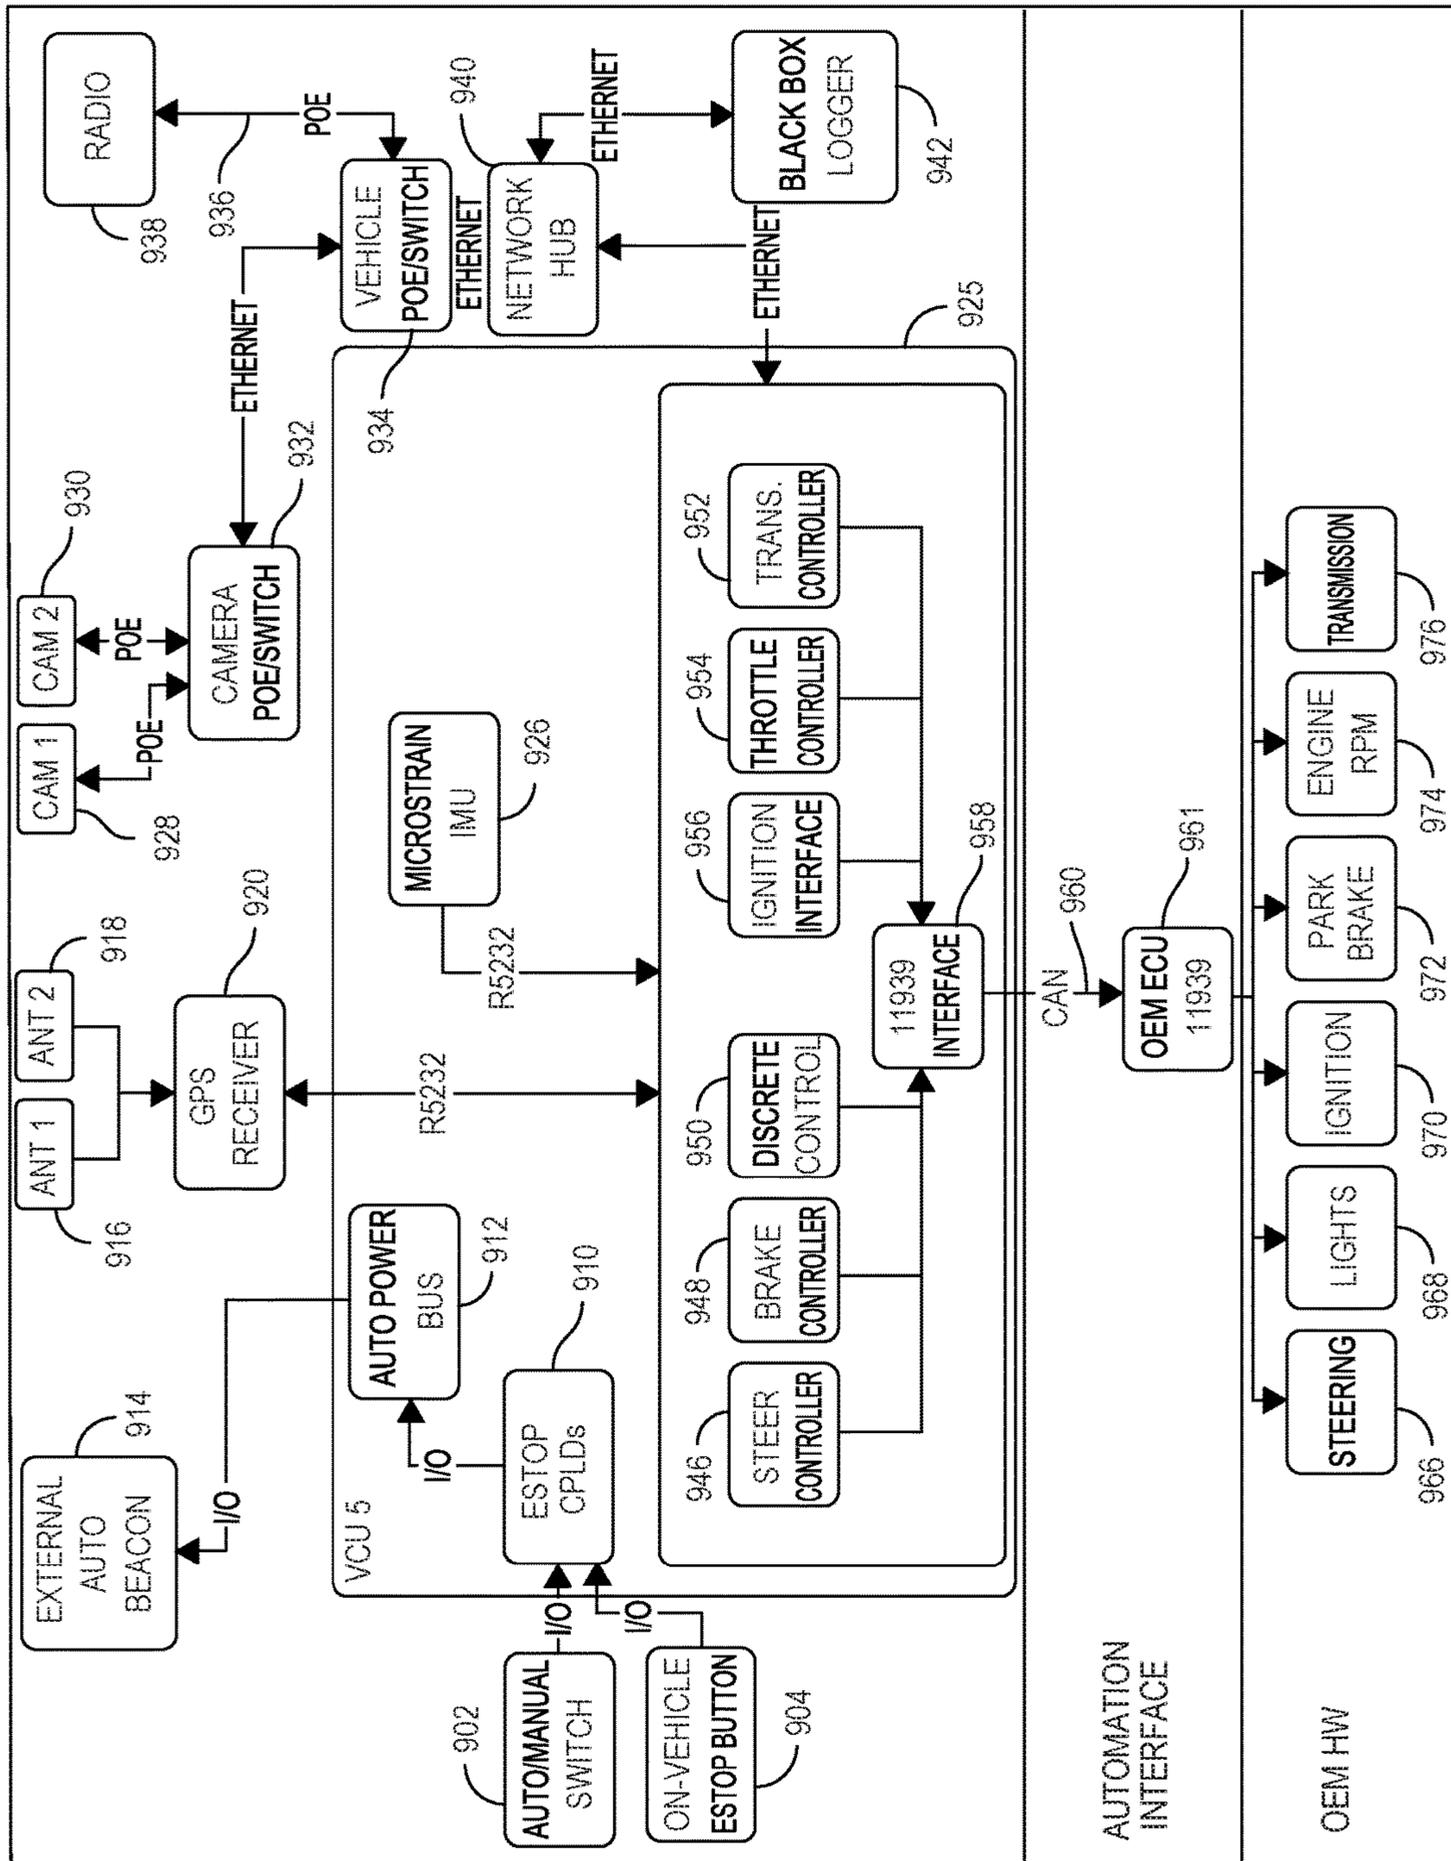 EXTERNAL
AUTO
BEACON
914
I/O
ANT 1
916
ANT 2
918
GPS
RECEIVER
920
CAM 1
928
CAM 2
930
POE
POE
CAMERA
POE/SWITCH
932
ETHERNET
RADIO
938
936
POE
VEHICLE
POE/SWITCH
934
ETHERNET
NETWORK
HUB
940
ETHERNET
BLACK BOX
LOGGER
942
ETHERNET
925
VCU 5
AUTO POWER
BUS
912
I/O
ESTOP
CPLDs
910
AUTO/MANUAL
SWITCH
902
I/O
ON-VEHICLE
ESTOP BUTTON
904
I/O
R5232
MICROSTRAIN
IMU
926
R5232
STEER
CONTROLLER
946
BRAKE
CONTROLLER
948
DISCRETE
CONTROL
950
IGNITION
INTERFACE
956
THROTTLE
CONTROLLER
954
TRANS.
CONTROLLER
952
11939
INTERFACE
958
AUTOMATION
INTERFACE
CAN
960
OEM ECU
11939
961
OEM HW
STEERING
966
LIGHTS
968
IGNITION
970
PARK
BRAKE
972
ENGINE
RPM
974
TRANSMISSION
976